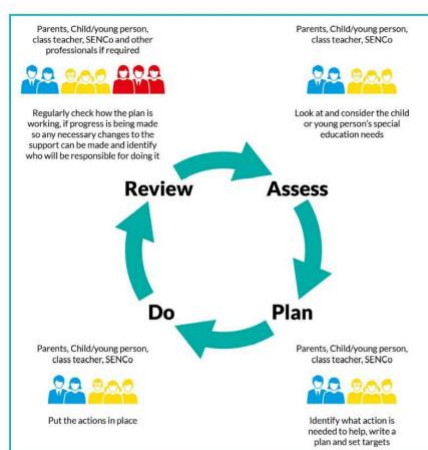 Parents, Child/young person,
class teacher, SENCo and other
professionals if required
Regularly check how the plan is
working, if progress is being made
so any necessary changes to the
support can be made and identify
who will be responsible for doing it
Parents, Child/young person,
class teacher, SENCo
Look at and consider the child
or young person's special
education needs
Review
Assess
Do
Plan
Parents, Child/young person,
class teacher, SENCo
Put the actions in place
Parents, Child/young person,
class teacher, SENCo
Identify what action is
needed to help, write a
plan and set targets